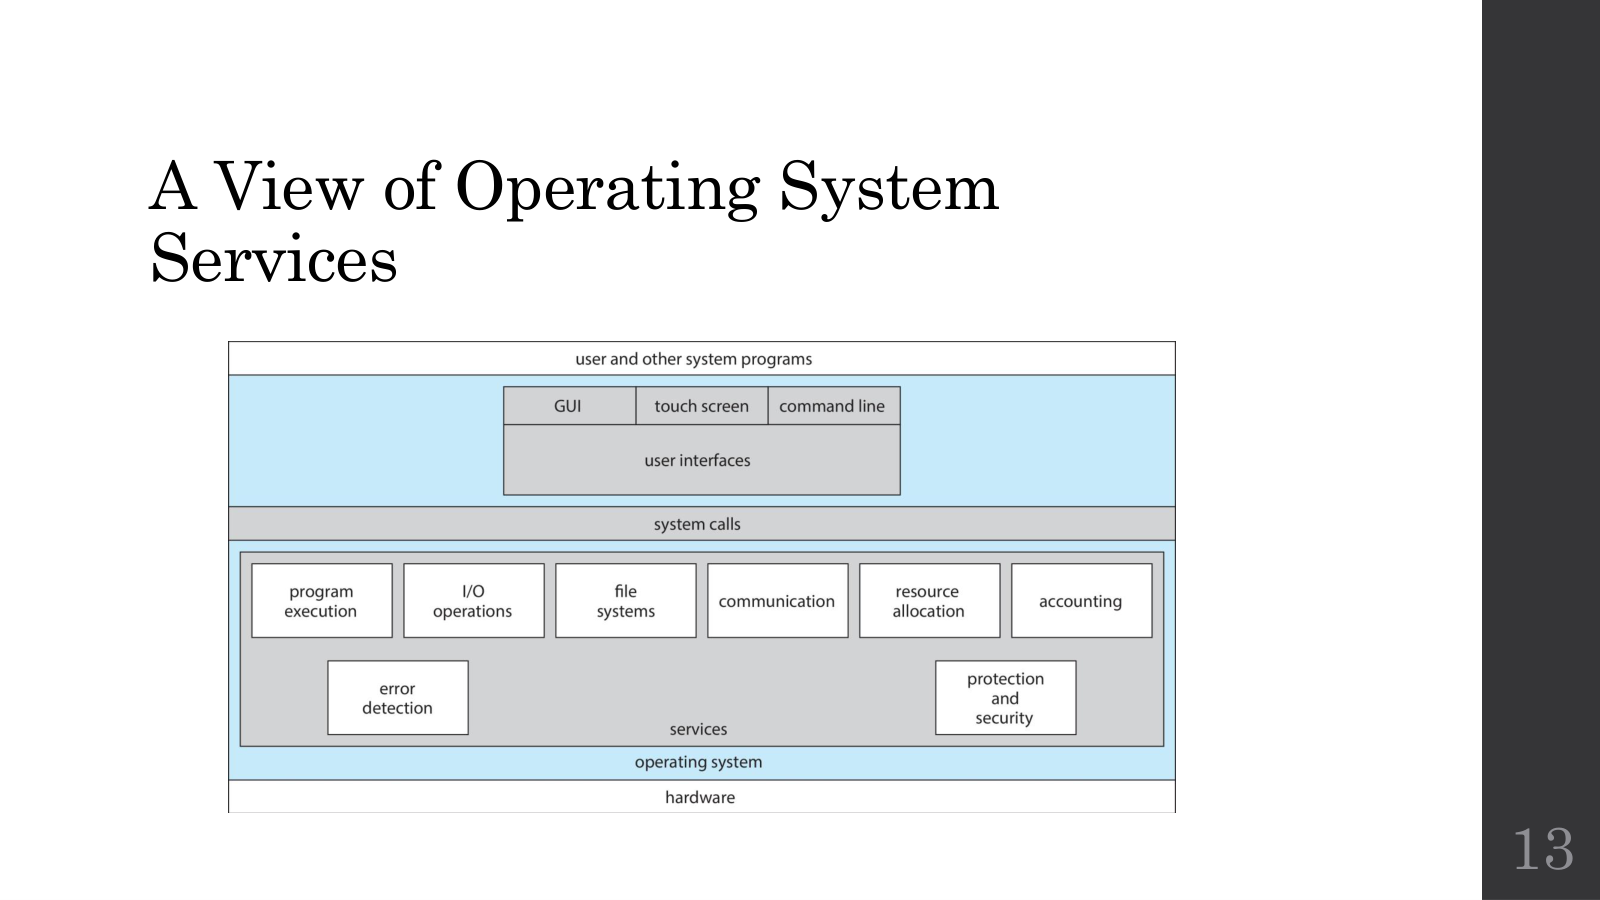 A View of Operating System
Services
user and other system programs
GUI
touch screen
command line
user interfaces
system calls
program
execution
I/O
operations
file
systems
communication
resource
allocation
accounting
error
detection
protection
and
security
services
operating system
hardware
13